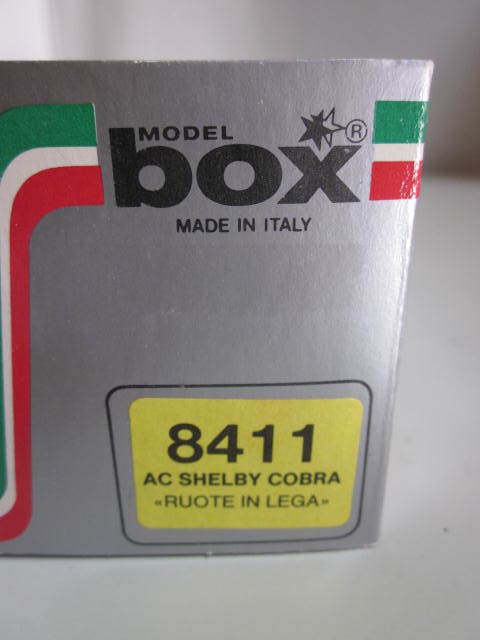 MODEL
box ®
MADE IN ITALY
8411
AC SHELBY COBRA
«RUOTE IN LEGA»